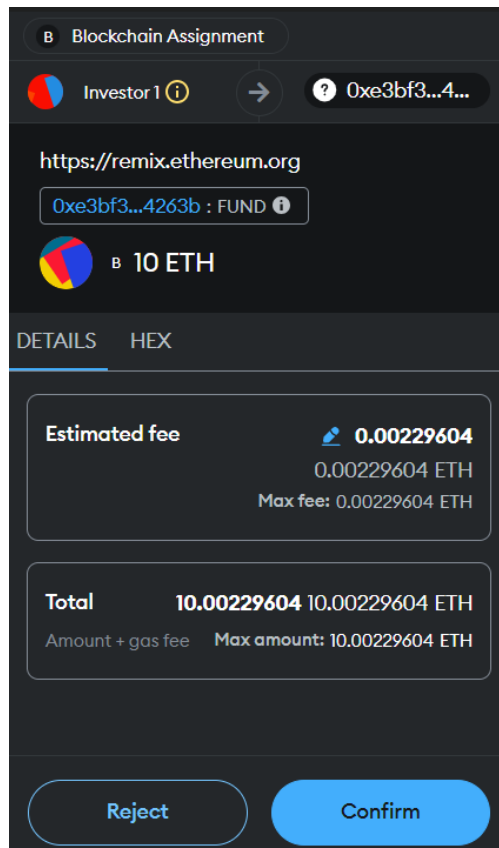 B Blockchain Assignment
Investor 1 0xe3bf3...4...
https://remix.ethereum.org
0xe3bf3...4263b : FUND
B 10 ETH
DETAILS HEX
Estimated fee 0.00229604
0.00229604 ETH
Max fee: 0.00229604 ETH
Total 10.00229604 10.00229604 ETH
Amount + gas fee Max amount: 10.00229604 ETH
Reject Confirm